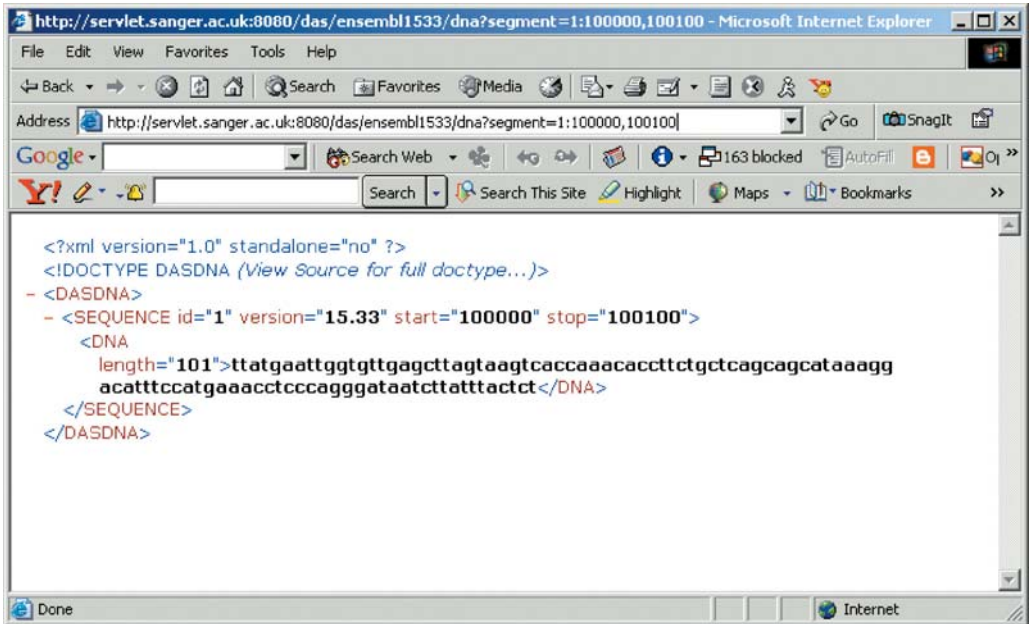 http://servlet.sanger.ac.uk:8080/das/ensembl1533/dna?segment=1:100000,100100 - Microsoft Internet Explorer
File Edit View Favorites Tools Help
Back Search Favorites Media
Address http://servlet.sanger.ac.uk:8080/das/ensembl1533/dna?segment=1:100000,100100 Go SnagIt
Google Search Web 163 blocked AutoFill
Y! Search Search This Site Highlight Maps Bookmarks »
<?xml version="1.0" standalone="no" ?>
<!DOCTYPE DASDNA (View Source for full doctype...)>
- <DASDNA>
- <SEQUENCE id="1" version="15.33" start="100000" stop="100100">
<DNA
length="101">ttatgaattggtgttgagcttagtaagtcaccaaacaccttctgctcagcagcataaagg
acatttccatgaaacctcccagggataatcttatttactct</DNA>
</SEQUENCE>
</DASDNA>
Done Internet